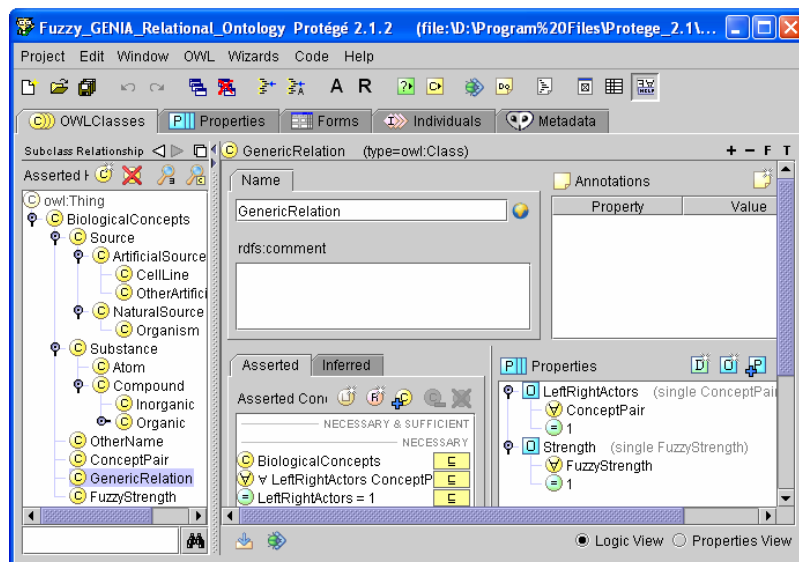 Fuzzy_GENIA_Relational_Ontology Protégé 2.1.2 (file:\D:\Program%20Files\Protege_2.1\...
Project Edit Window OWL Wizards Code Help
OWLClasses Properties Forms Individuals Metadata
Subclass Relationship
GenericRelation (type=owl:Class) + - F T
Asserted H
Name
Annotations
owl:Thing
Property Value
BiologicalConcepts
GenericRelation
Source
ArtificialSource
rdfs:comment
CellLine
OtherArtifici
NaturalSource
Organism
Substance
Atom
Compound
Inorganic
Organic
OtherName
ConceptPair
GenericRelation
FuzzyStrength
Asserted Inferred
Asserted Con
NECESSARY & SUFFICIENT
NECESSARY
BiologicalConcepts
∀ LeftRightActors ConceptP
LeftRightActors = 1
Properties
LeftRightActors (single ConceptPai
ConceptPair
1
Strength (single FuzzyStrength)
FuzzyStrength
1
Logic View Properties View